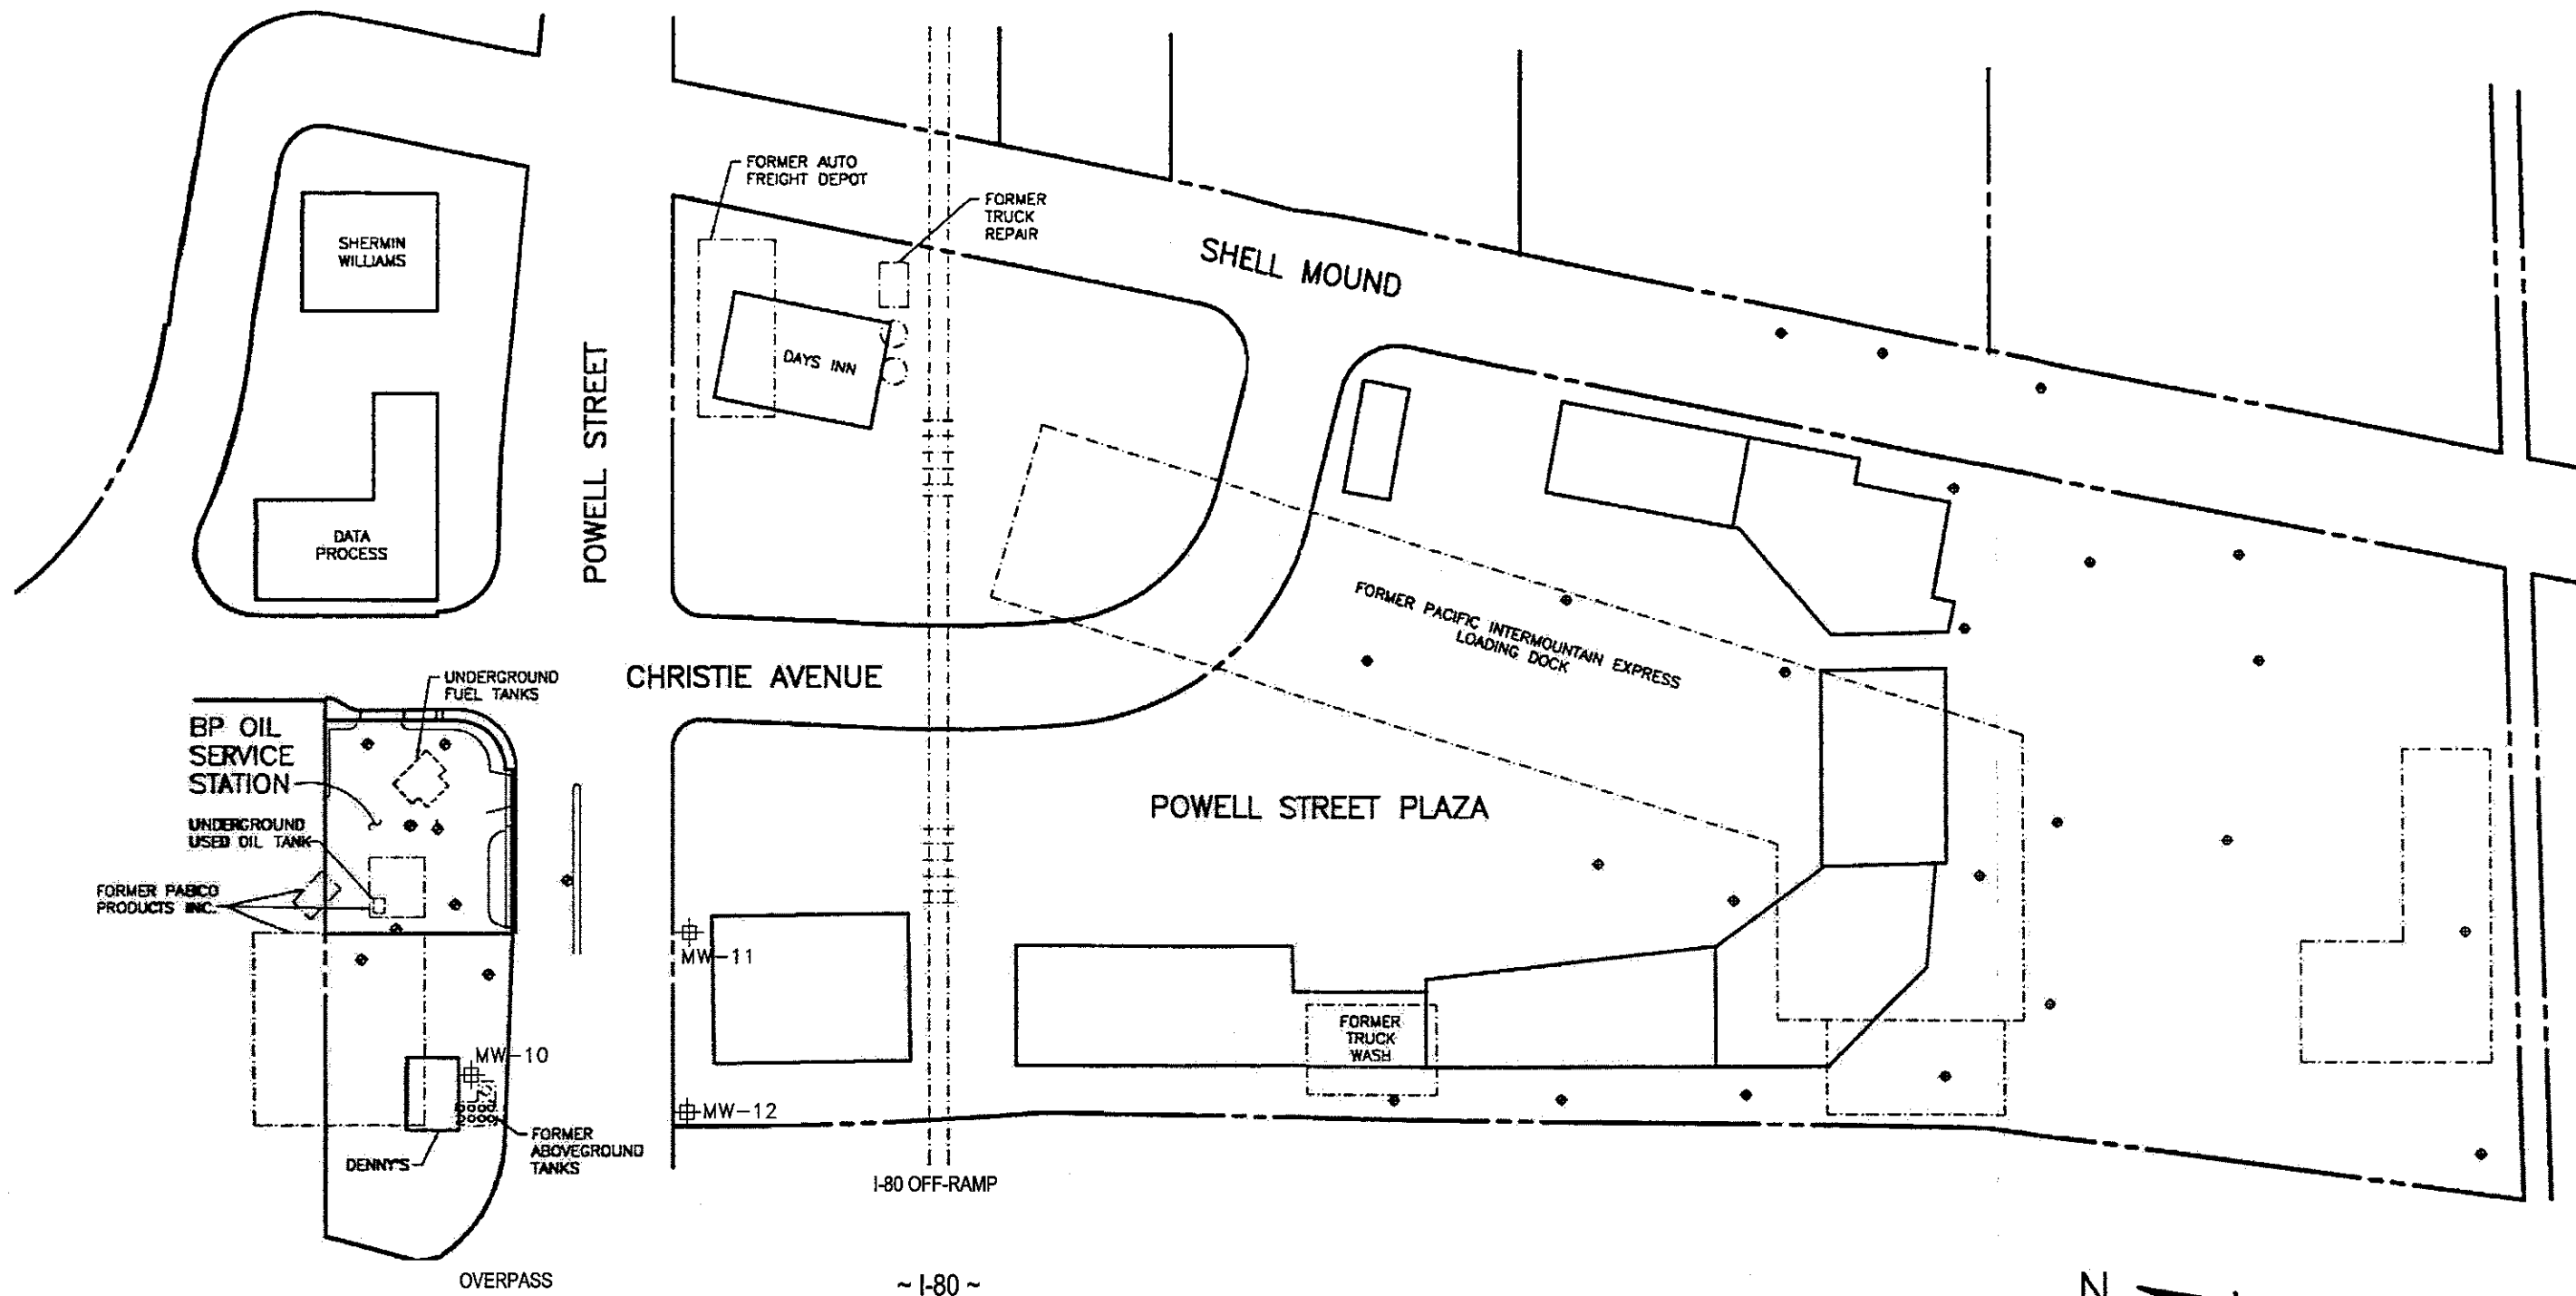 FORMER AUTO
FREIGHT DEPOT
FORMER
TRUCK
REPAIR
SHERMIN
WILLIAMS
SHELL MOUND
DAYS INN
POWELL STREET
DATA
PROCESS
FORMER PACIFIC INTERMOUNTAIN EXPRESS
LOADING DOCK
CHRISTIE AVENUE
UNDERGROUND
FUEL TANKS
BP OIL
SERVICE
STATION
POWELL STREET PLAZA
UNDERGROUND
USED OIL TANK
FORMER PABCO
PRODUCTS INC.
MW-11
FORMER
TRUCK
WASH
MW-10
MW-12
FORMER
ABOVEGROUND
TANKS
DENNY'S
I-80 OFF-RAMP
OVERPASS
~ I-80 ~
N